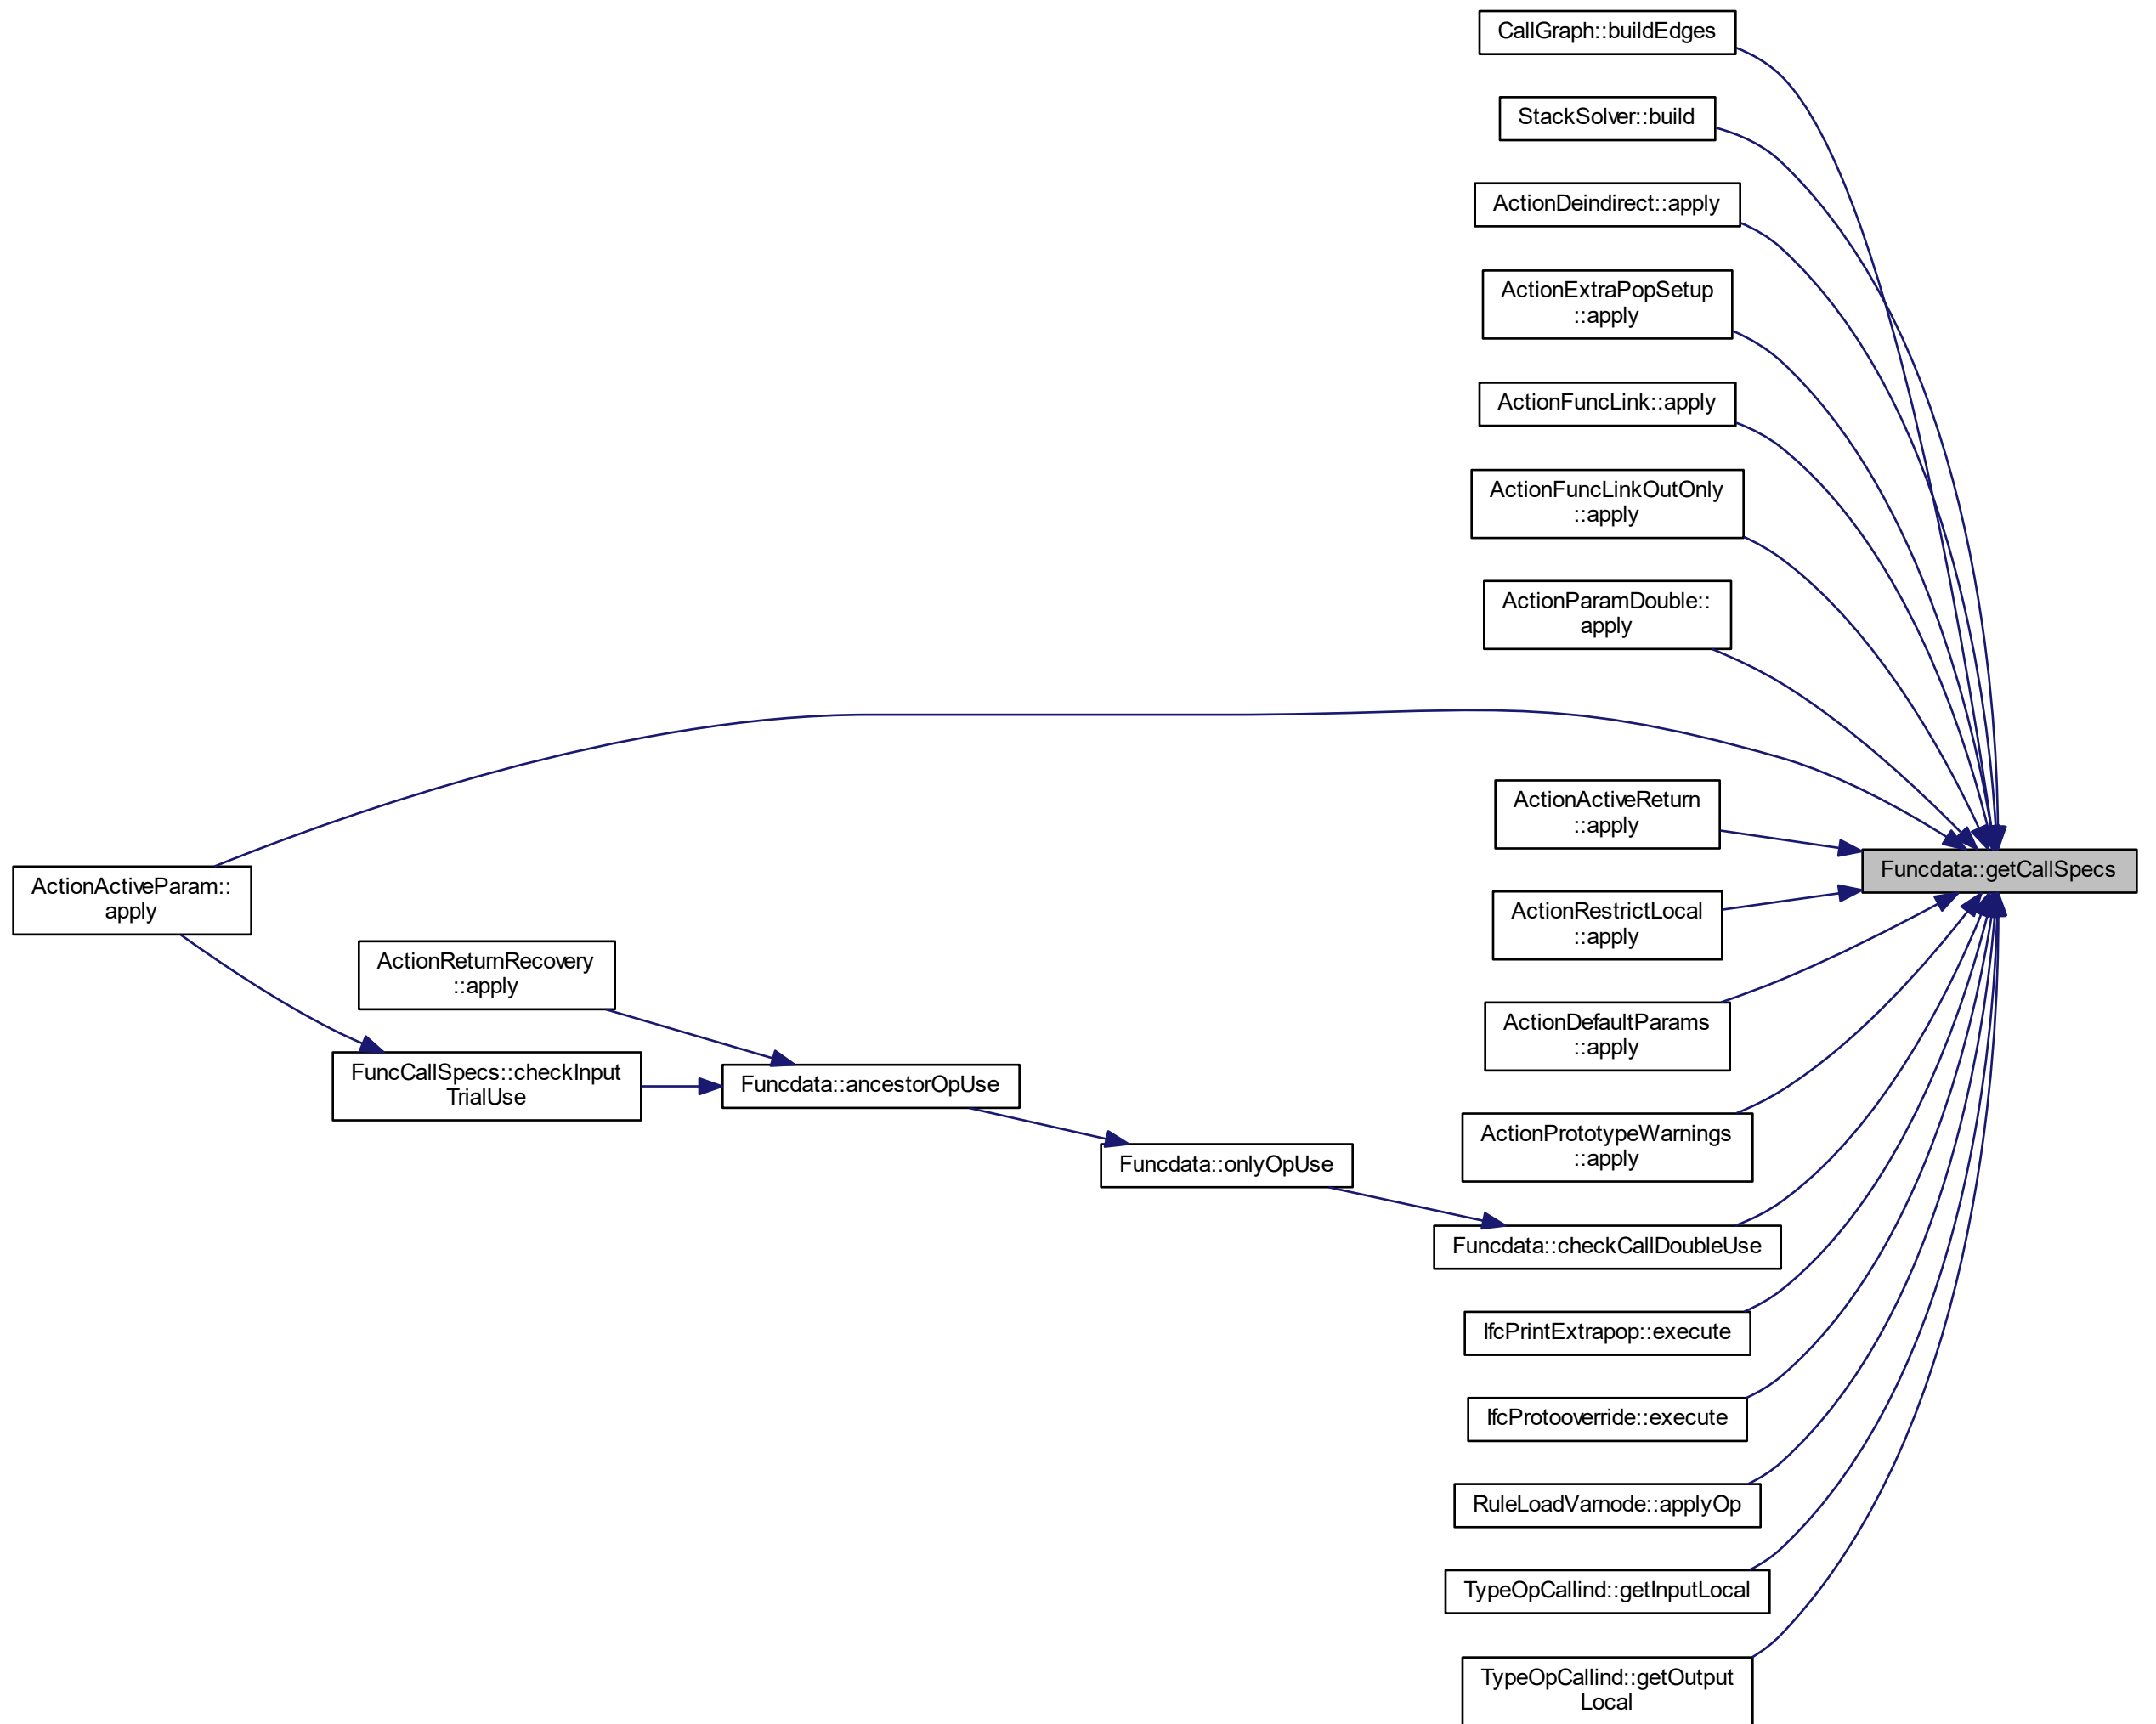 CallGraph::buildEdges
StackSolver::build
ActionDeindirect::apply
ActionExtraPopSetup
::apply
ActionFuncLink::apply
ActionFuncLinkOutOnly
::apply
ActionParamDouble::
apply
ActionActiveParam::
apply
ActionActiveReturn
::apply
Funcdata::getCallSpecs
ActionRestrictLocal
::apply
ActionReturnRecovery
::apply
ActionDefaultParams
::apply
FuncCallSpecs::checkInput
TrialUse
Funcdata::ancestorOpUse
ActionPrototypeWarnings
::apply
Funcdata::onlyOpUse
Funcdata::checkCallDoubleUse
IfcPrintExtrapop::execute
IfcProtooverride::execute
RuleLoadVarnode::applyOp
TypeOpCallind::getInputLocal
TypeOpCallind::getOutput
Local